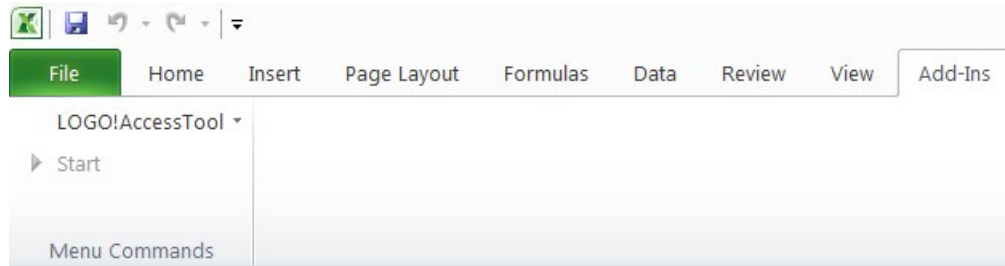 File Home Insert Page Layout Formulas Data Review View Add-Ins
LOGO!AccessTool
Start
Menu Commands